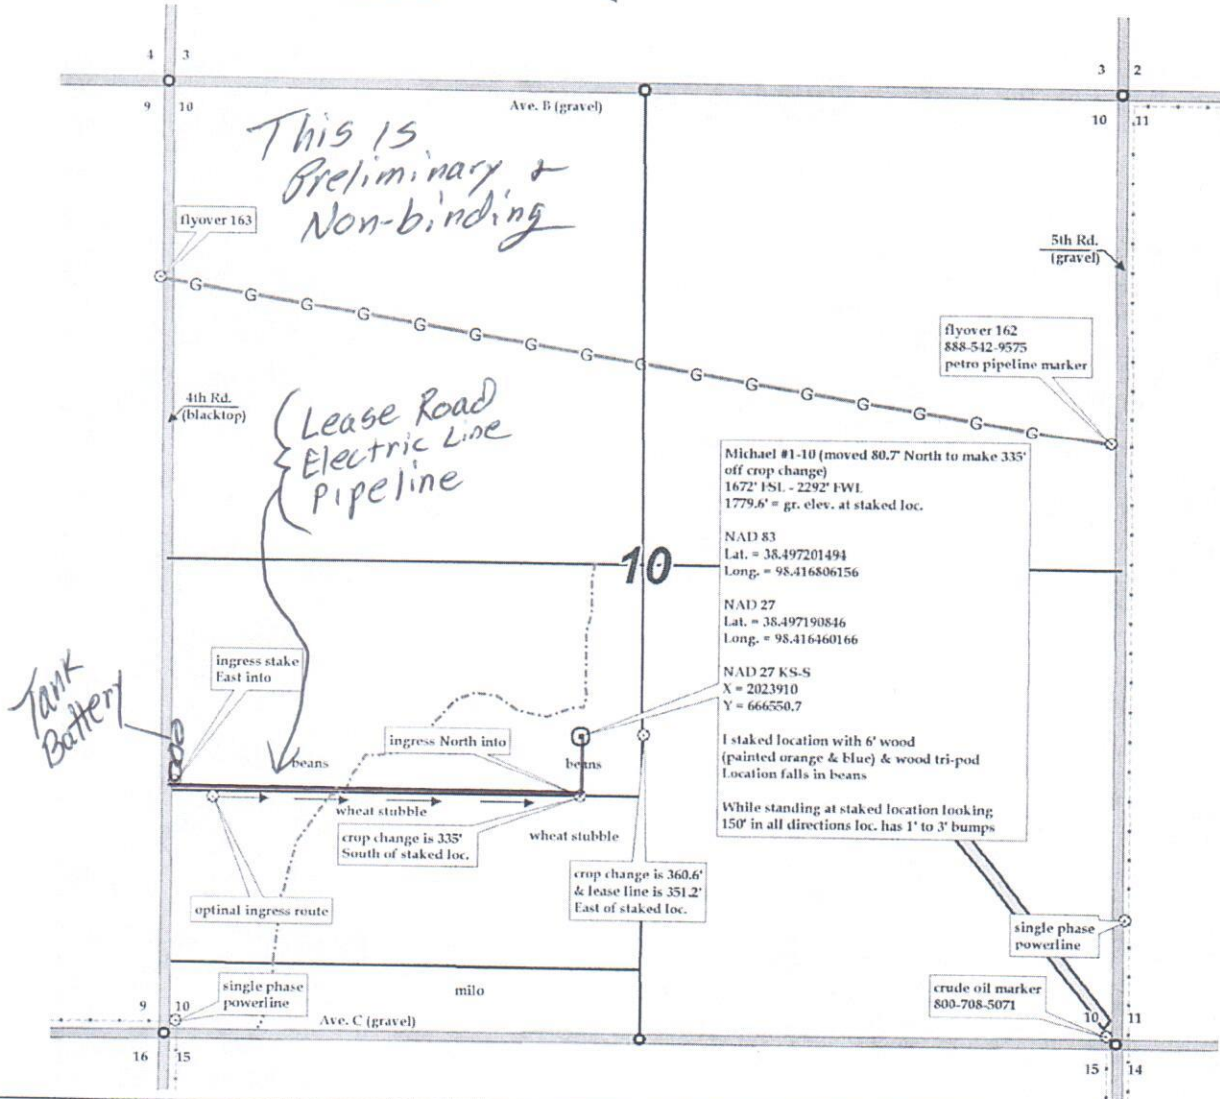 4 3
3 2
9 10
Ave. B (gravel)
10 11
This is
Preliminary &
Non-binding
flyover 163
5th Rd.
(gravel)
G G G G G G G G G G G G G G G G
flyover 162
888-542-9575
petro pipeline marker
4th Rd.
(blacktop)
Lease Road
Electric Line
Pipeline
Michael #1-10 (moved 80.7' North to make 335'
off crop change)
1672' FSL - 2292' FWL
1779.6' = gr. elev. at staked loc.
NAD 83
Lat. = 38.497201494
Long. = 98.416806156
NAD 27
Lat. = 38.497190846
Long. = 98.416460166
NAD 27 KS-S
X = 2023910
Y = 666550.7
I staked location with 6' wood
(painted orange & blue) & wood tri-pod
Location falls in beans
While standing at staked location looking
150' in all directions loc. has 1' to 3' bumps
10
ingress stake
East into
Tank
Battery
ingress North into
beans
beans
wheat stubble
crop change is 335'
South of staked loc.
wheat stubble
crop change is 360.6'
& lease line is 351.2'
East of staked loc.
optinal ingress route
single phase
powerline
single phase
powerline
milo
crude oil marker
800-708-5071
9 10
Ave. C (gravel)
10 11
16 15
15 14